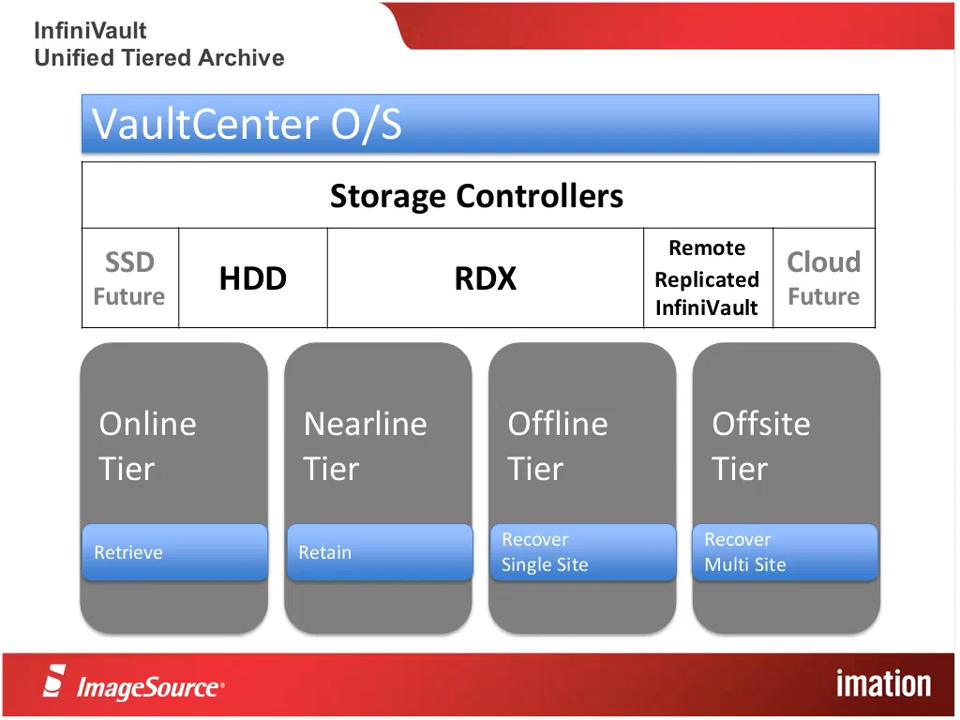 InfiniVault
Unified Tiered Archive
VaultCenter O/S
Storage Controllers
SSD
Future
HDD
RDX
Remote
Replicated
InfiniVault
Cloud
Future
Online
Tier
Retrieve
Nearline
Tier
Retain
Offline
Tier
Recover
Single Site
Offsite
Tier
Recover
Multi Site
ImageSource®
imation